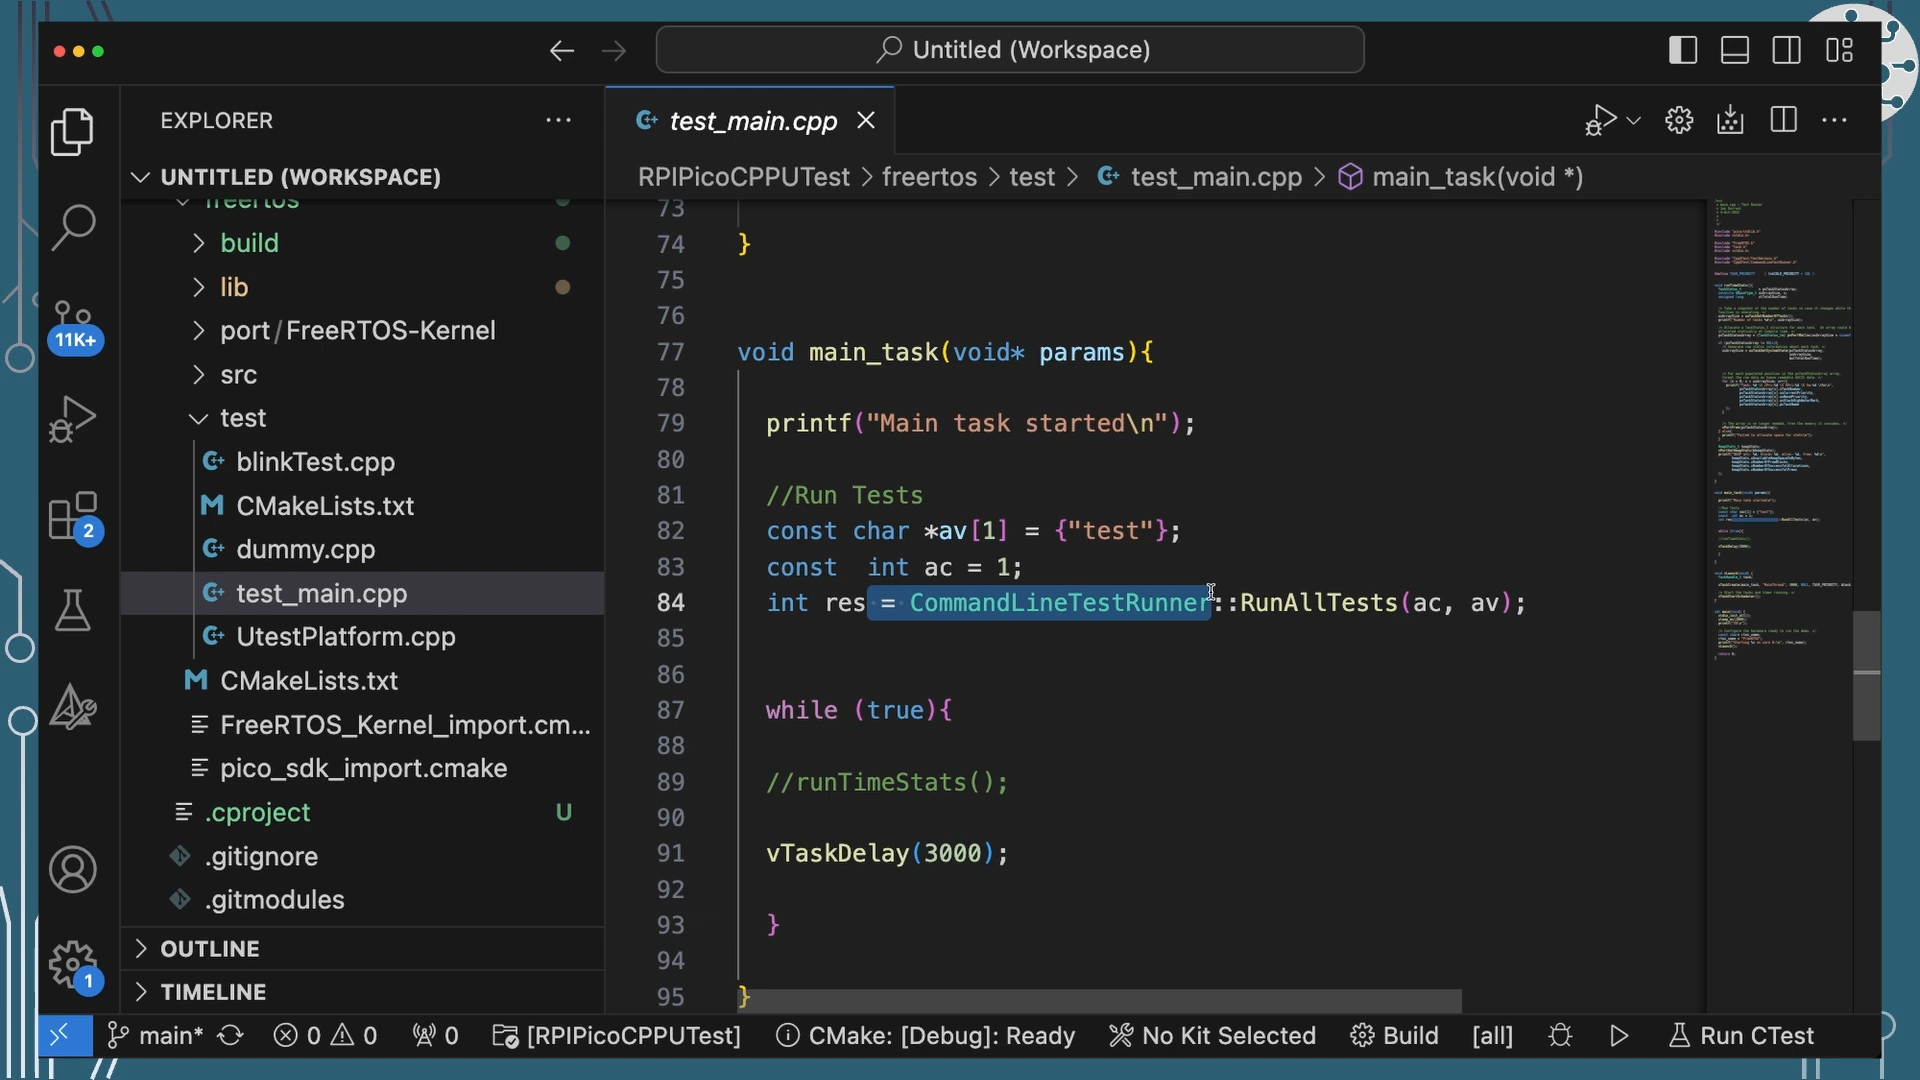 Untitled (Workspace)
EXPLORER
test_main.cpp
UNTITLED (WORKSPACE)
RPIPicoCPPUTest > freertos > test > test_main.cpp > main_task(void *)
freertos
build
lib
port / FreeRTOS-Kernel
src
test
blinkTest.cpp
CMakeLists.txt
dummy.cpp
test_main.cpp
UtestPlatform.cpp
CMakeLists.txt
FreeRTOS_Kernel_import.cm...
pico_sdk_import.cmake
.cproject U
.gitignore
.gitmodules
OUTLINE
TIMELINE
11K+
2
1
73
74 }
75
76
77 void main_task(void* params){
78
79 printf("Main task started\n");
80
81 //Run Tests
82 const char *av[1] = {"test"};
83 const  int ac = 1;
84 int res = CommandLineTestRunner::RunAllTests(ac, av);
85
86
87 while (true){
88
89 //runTimeStats();
90
91 vTaskDelay(3000);
92
93 }
94
95 }
main* 0 0 0 [RPIPicoCPPUTest] CMake: [Debug]: Ready No Kit Selected Build [all] Run CTest